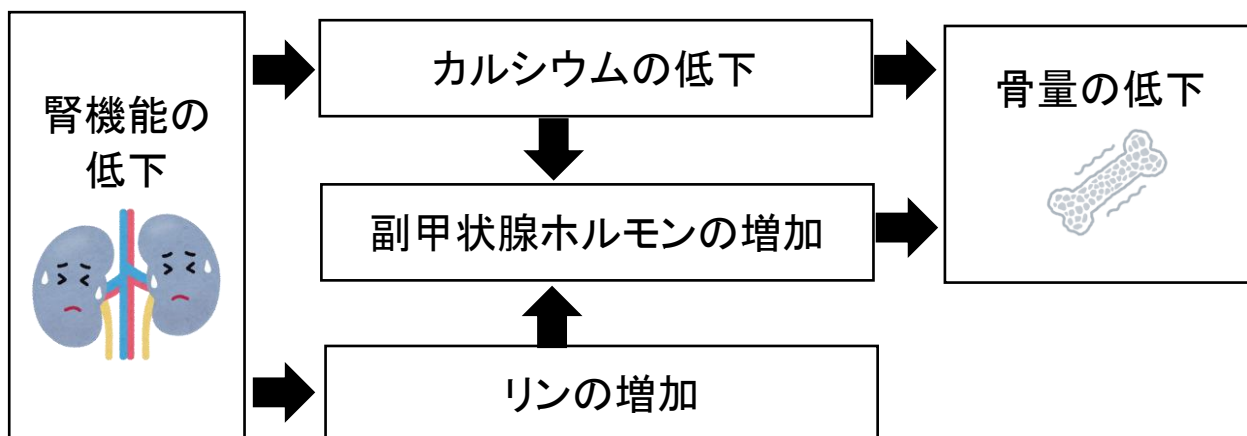 腎機能の
低下
カルシウムの低下
副甲状腺ホルモンの増加
リンの増加
骨量の低下